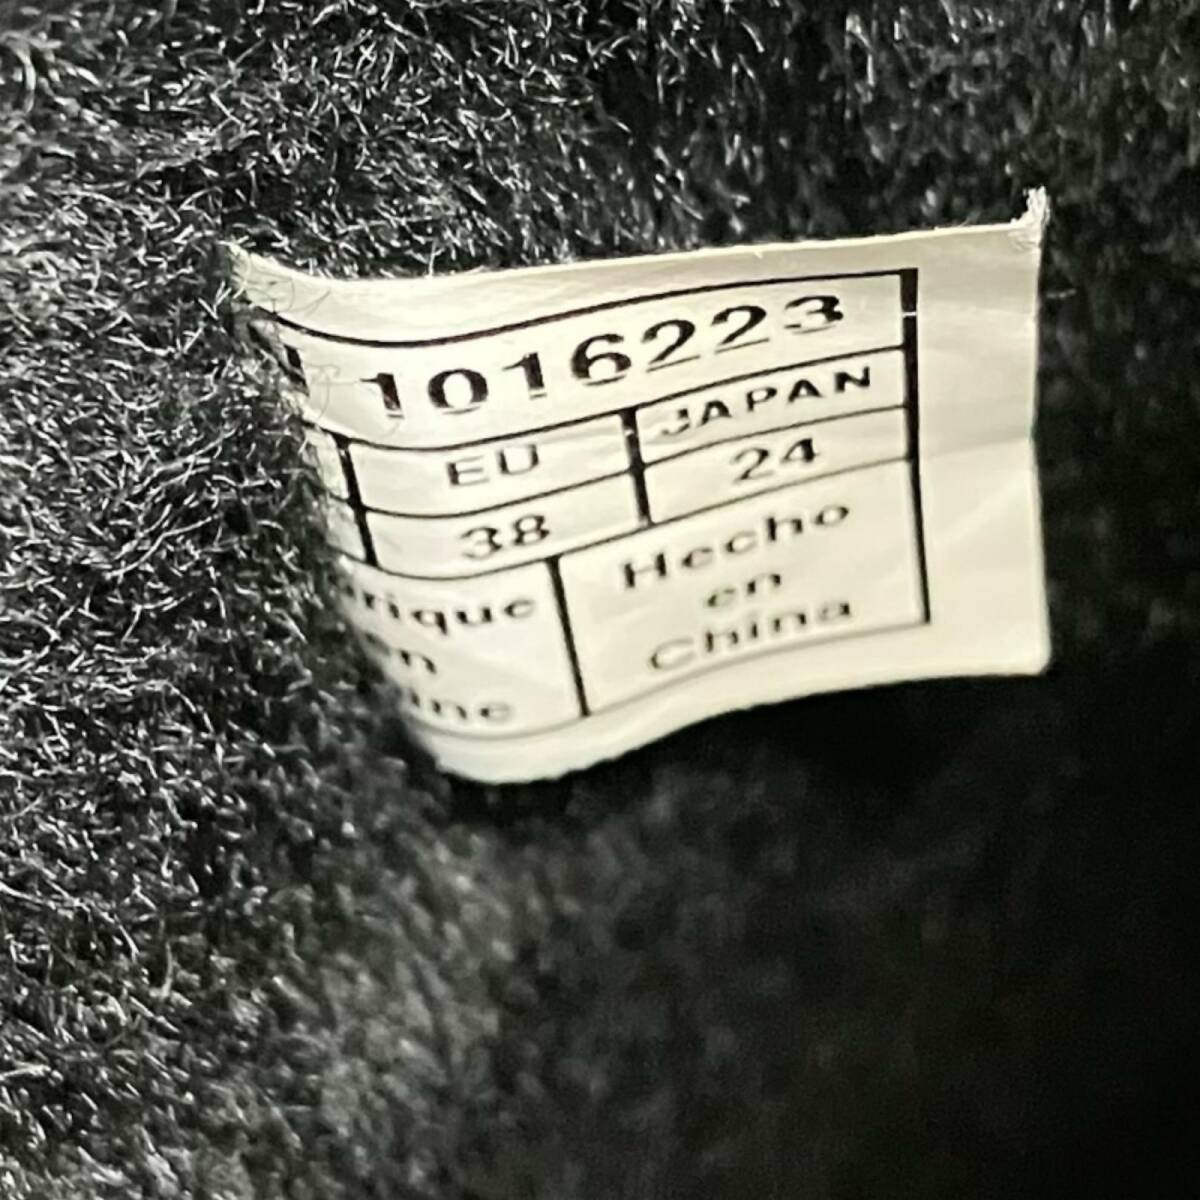 1016223
EU JAPAN
38 24
Hecho
en
China